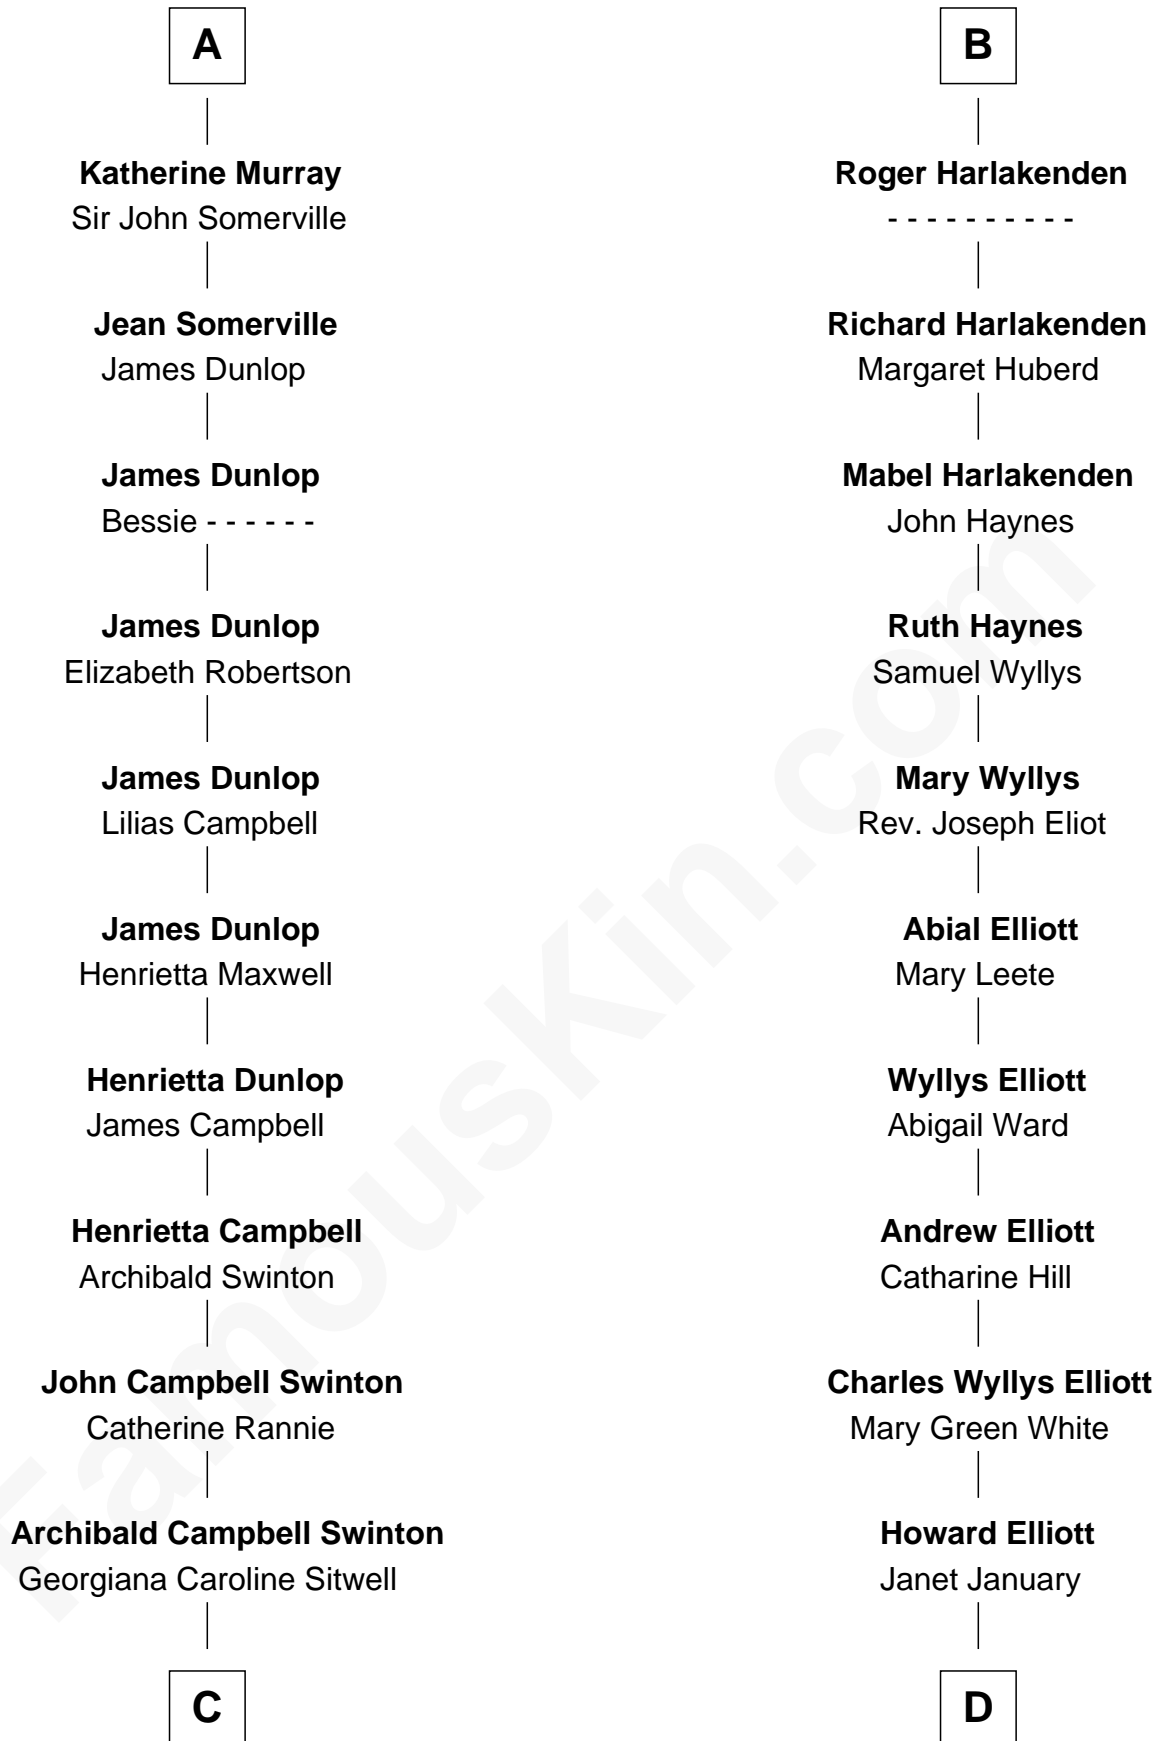 A
Katherine Murray
Sir John Somerville
Jean Somerville
James Dunlop
James Dunlop
Bessie - - - - - -
James Dunlop
Elizabeth Robertson
James Dunlop
Lilias Campbell
James Dunlop
Henrietta Maxwell
Henrietta Dunlop
James Campbell
Henrietta Campbell
Archibald Swinton
John Campbell Swinton
Catherine Rannie
Archibald Campbell Swinton
Georgiana Caroline Sitwell
C
B
Roger Harlakenden
- - - - - - - - - -
Richard Harlakenden
Margaret Huberd
Mabel Harlakenden
John Haynes
Ruth Haynes
Samuel Wyllys
Mary Wyllys
Rev. Joseph Eliot
Abial Elliott
Mary Leete
Wyllys Elliott
Abigail Ward
Andrew Elliott
Catharine Hill
Charles Wyllys Elliott
Mary Green White
Howard Elliott
Janet January
D
FamousKin.com